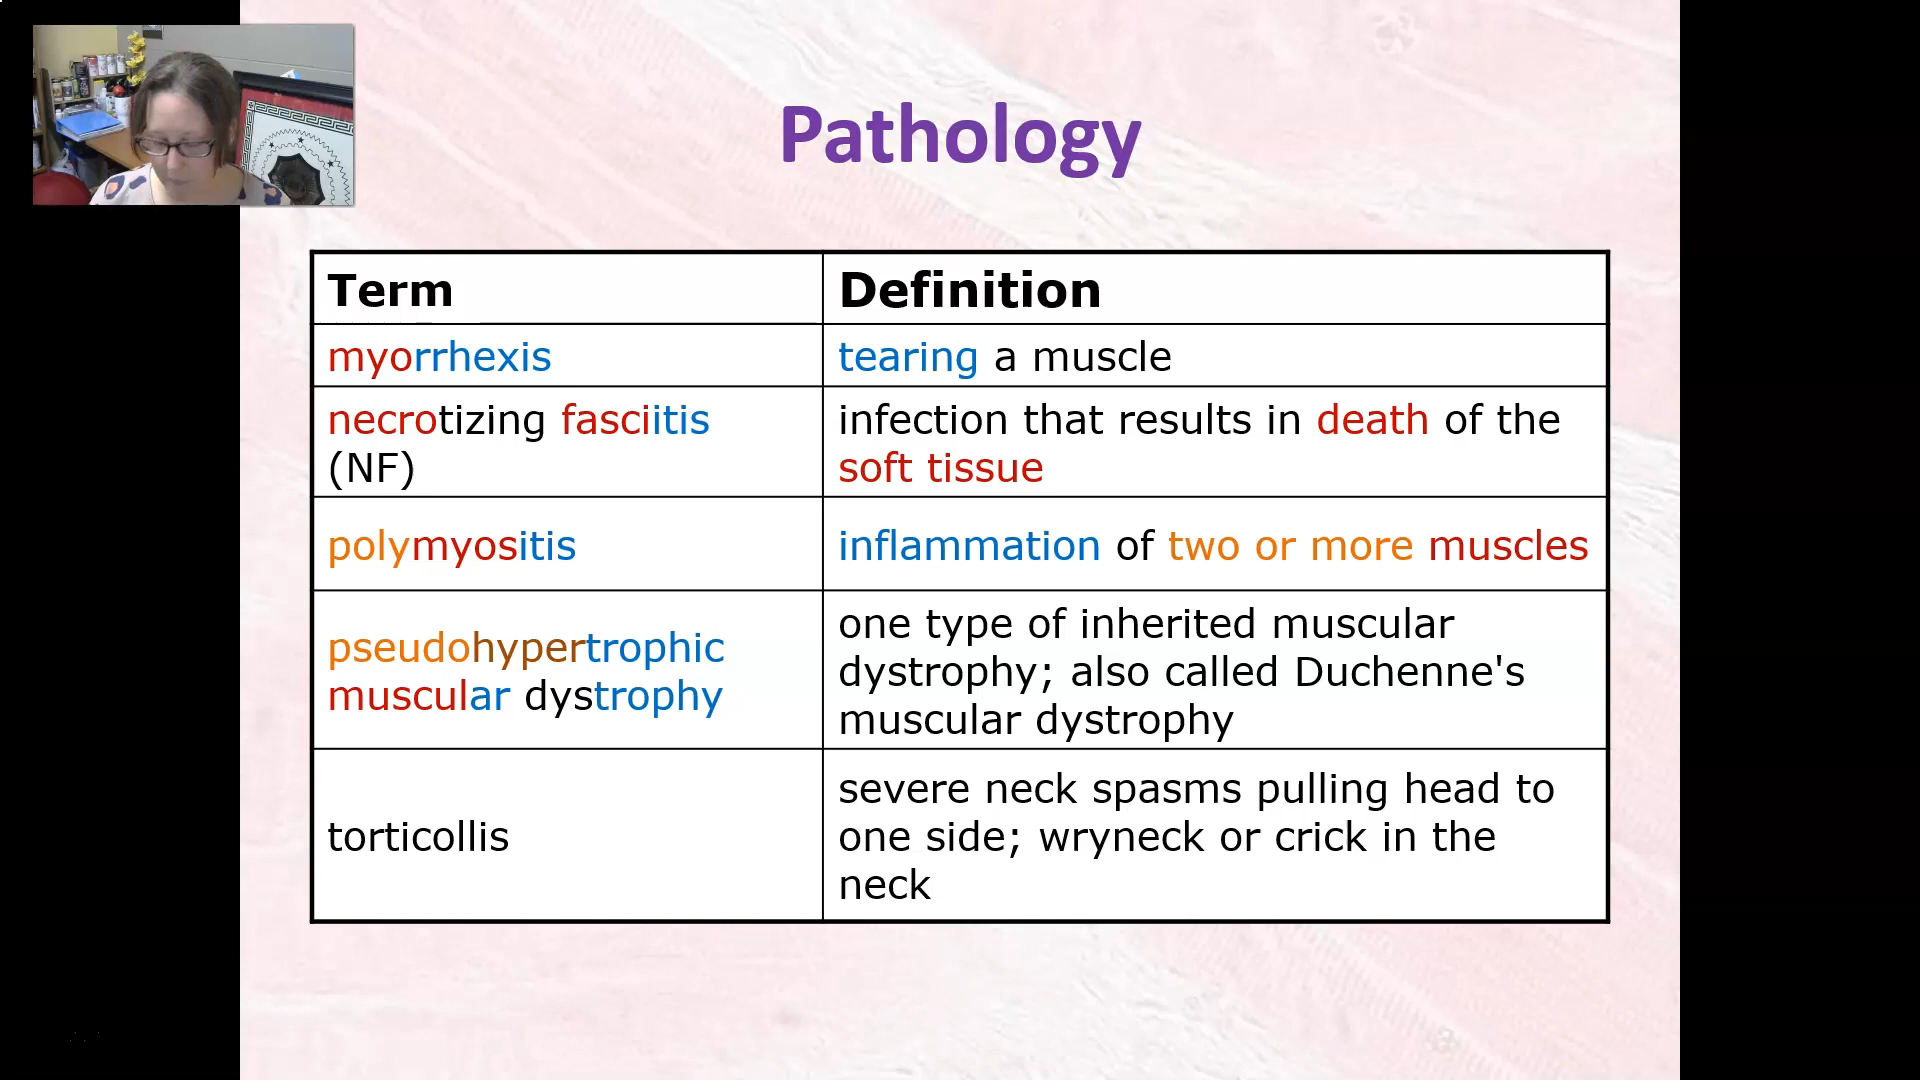 Pathology
Term
Definition
myorrhexis
tearing a muscle
necrotizing fasciitis
(NF)
infection that results in death of the
soft tissue
polymyositis
inflammation of two or more muscles
pseudohypertrophic
muscular dystrophy
one type of inherited muscular
dystrophy; also called Duchenne's
muscular dystrophy
torticollis
severe neck spasms pulling head to
one side; wryneck or crick in the
neck